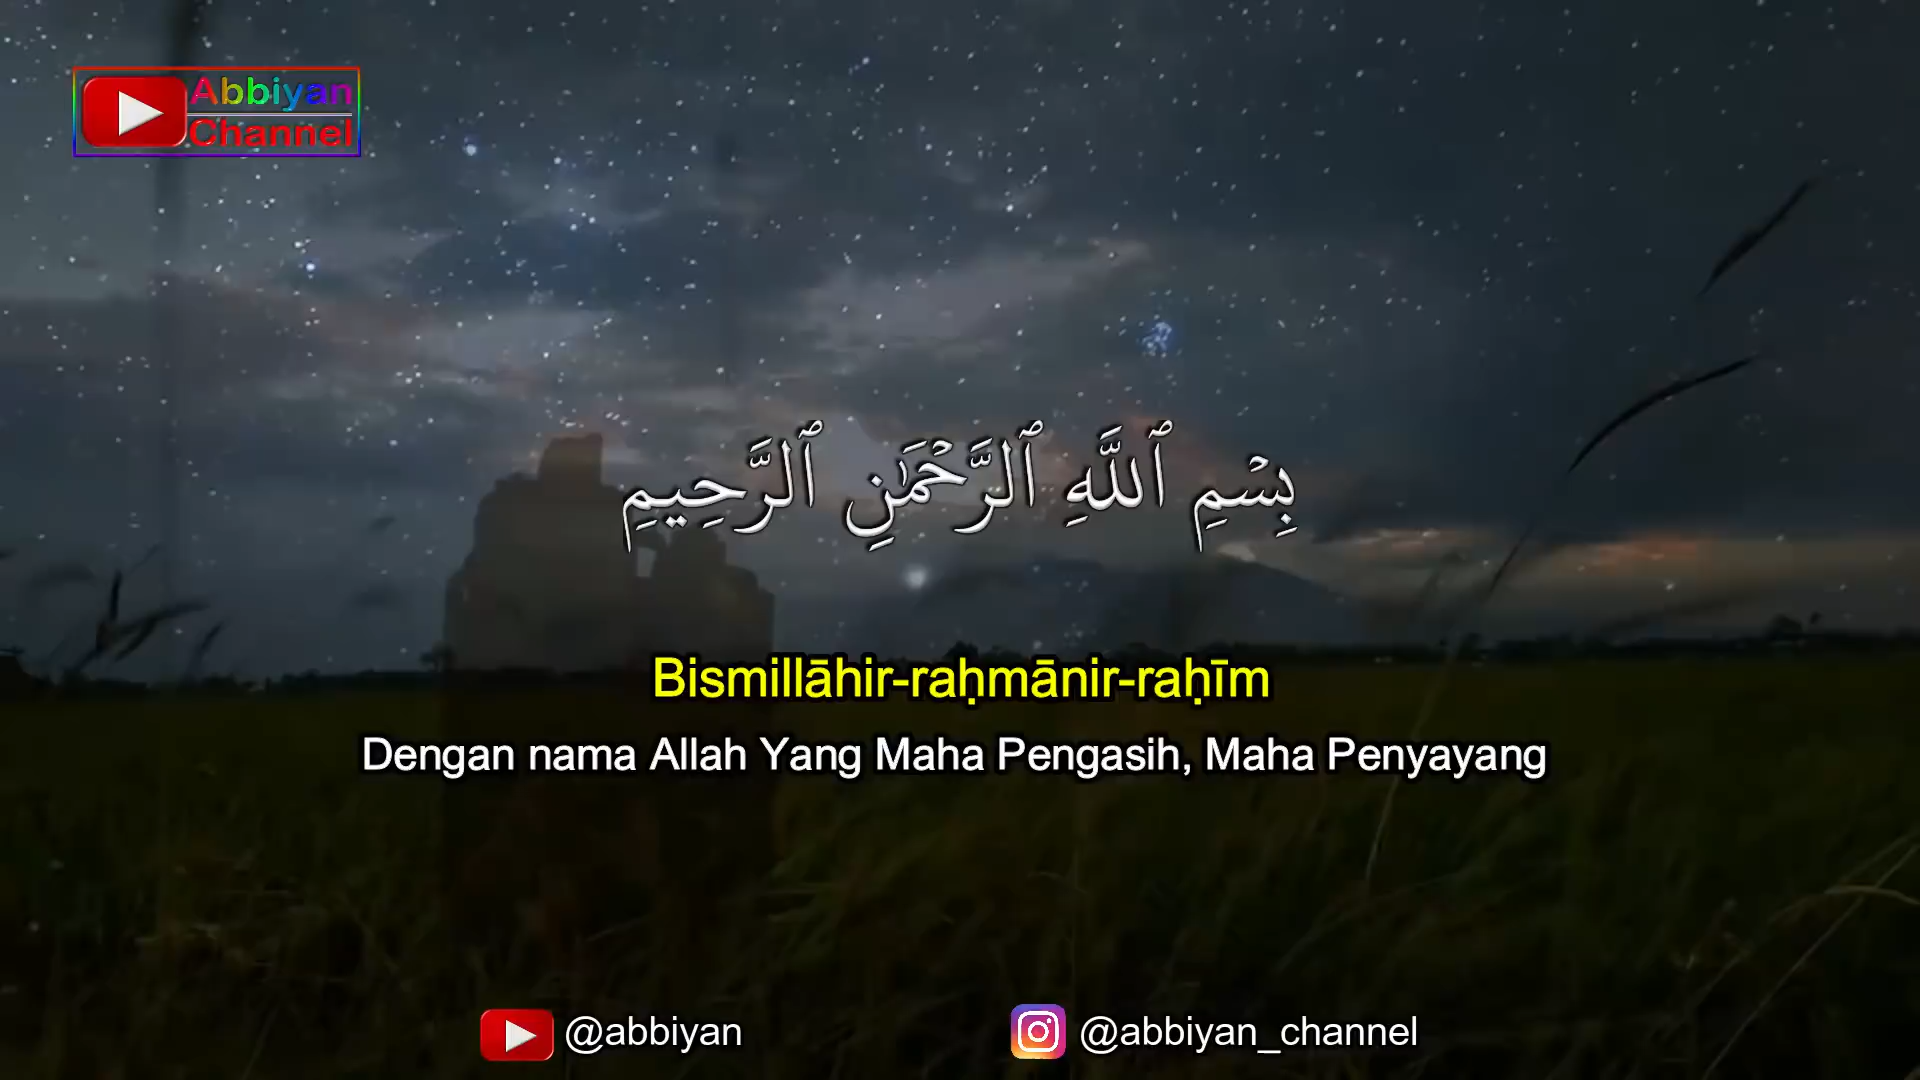 Abbiyan
Channel
بِسْمِ ٱللَّهِ ٱلرَّحْمَٰنِ ٱلرَّحِيمِ
Bismillāhir-raḥmānir-raḥīm
Dengan nama Allah Yang Maha Pengasih, Maha Penyayang
@abbiyan
@abbiyan_channel